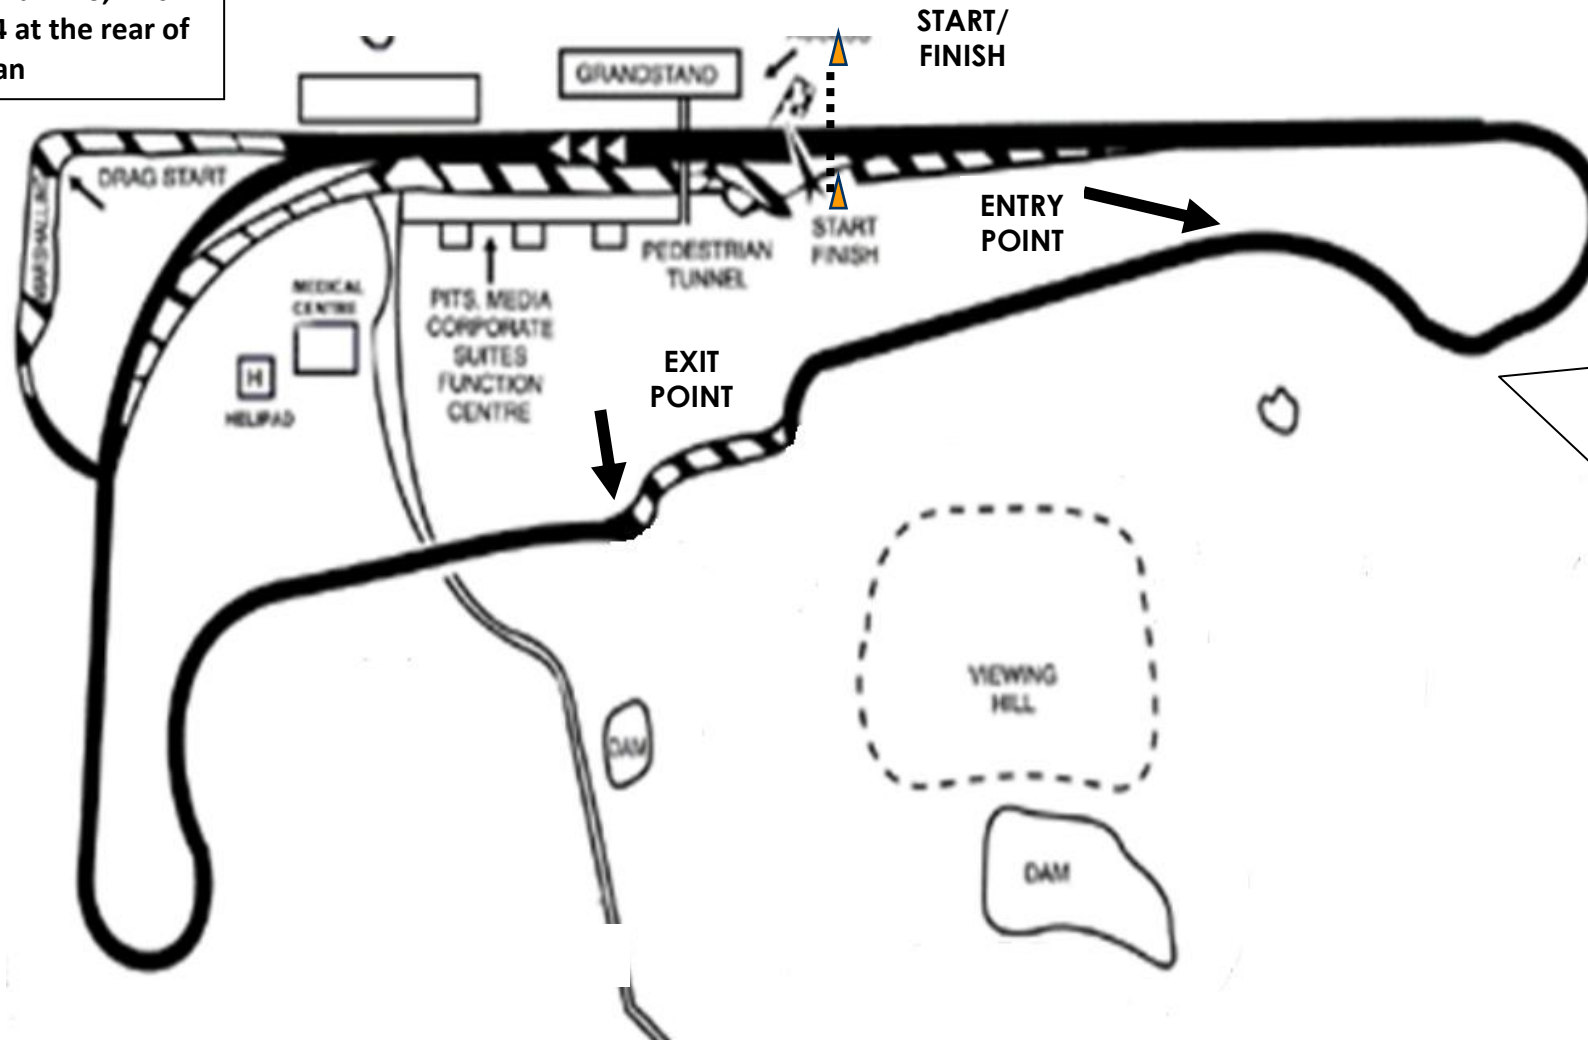 4 at the rear of
START/
FINISH
GRANDSTAND
DRAG START
MARSHALLING
START
FINISH
ENTRY
POINT
PEDESTRIAN
TUNNEL
MEDICAL
CENTRE
PITS, MEDIA
CORPORATE
SUITES
FUNCTION
CENTRE
EXIT
POINT
H
HELIPAD
VIEWING
HILL
DAM
DAM